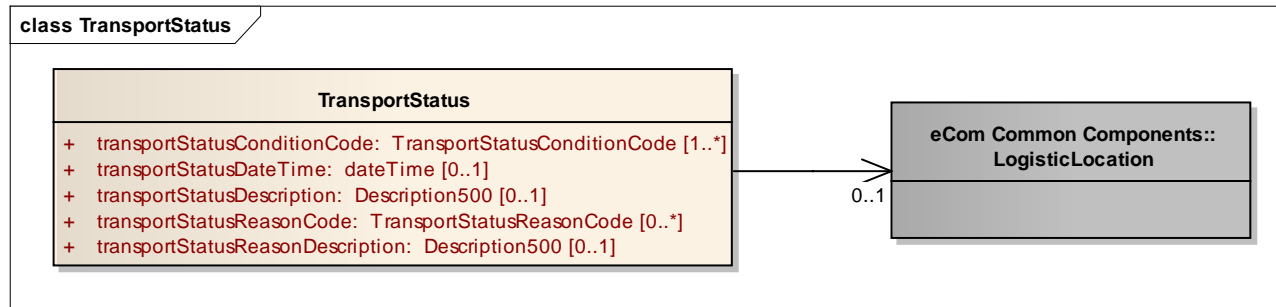 class TransportStatus
TransportStatus
+ transportStatusConditionCode: TransportStatusConditionCode [1..*]
+ transportStatusDateTime: dateTime [0..1]
+ transportStatusDescription: Description500 [0..1]
+ transportStatusReasonCode: TransportStatusReasonCode [0..*]
+ transportStatusReasonDescription: Description500 [0..1]
0..1
eCom Common Components::
LogisticLocation